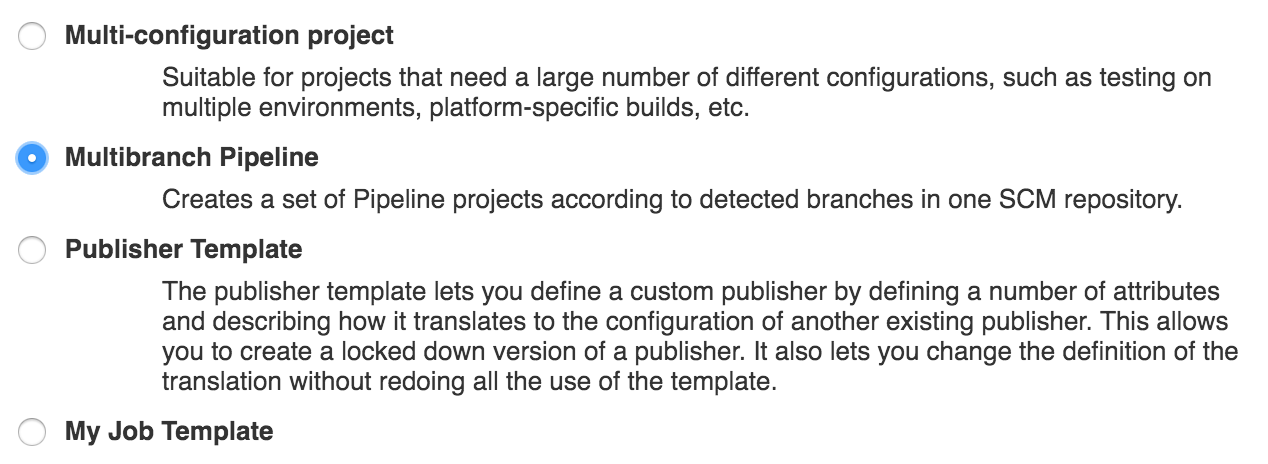 Multi-configuration project
Suitable for projects that need a large number of different configurations, such as testing on
multiple environments, platform-specific builds, etc.
Multibranch Pipeline
Creates a set of Pipeline projects according to detected branches in one SCM repository.
Publisher Template
The publisher template lets you define a custom publisher by defining a number of attributes
and describing how it translates to the configuration of another existing publisher. This allows
you to create a locked down version of a publisher. It also lets you change the definition of the
translation without redoing all the use of the template.
My Job Template